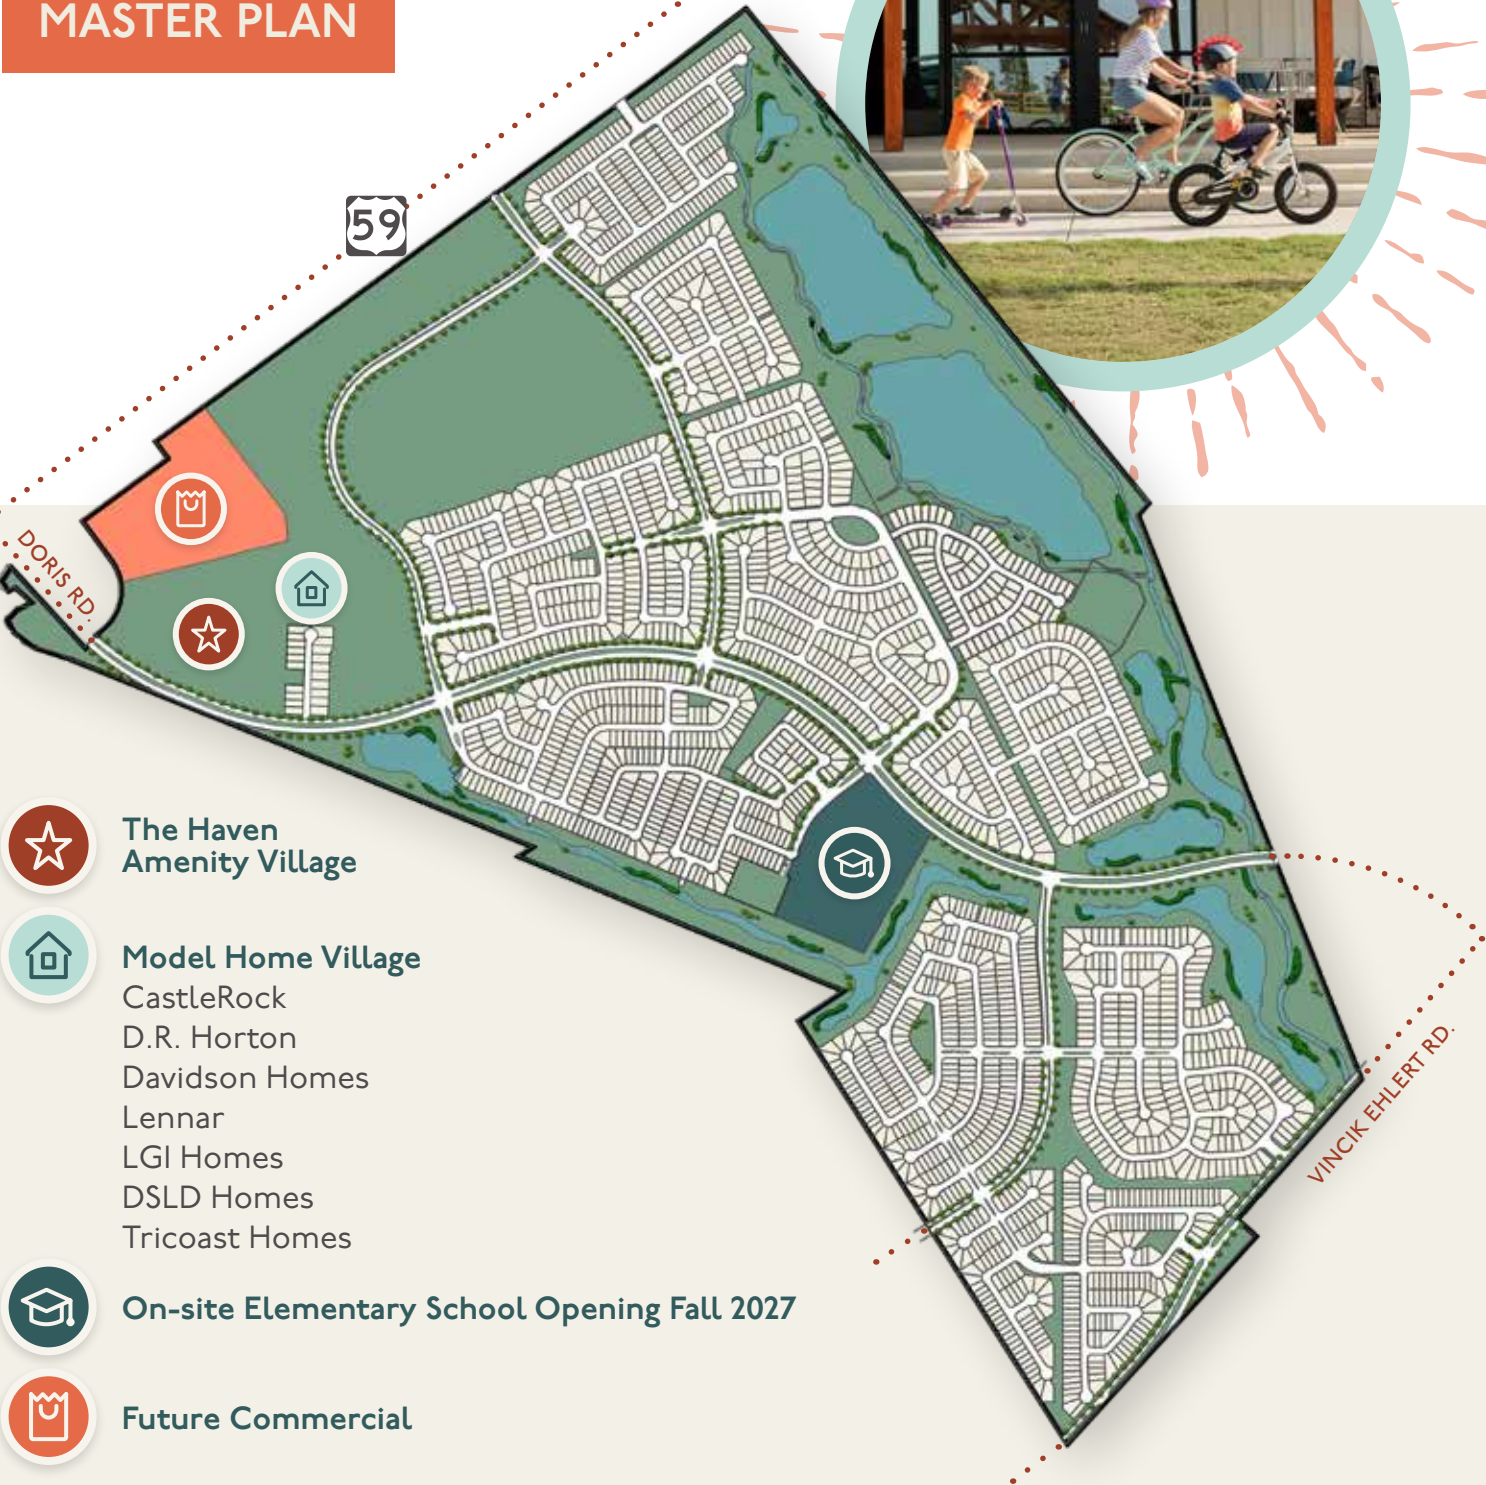 MASTER PLAN
59
DORIS RD.
The Haven
Amenity Village
Model Home Village
CastleRock
D.R. Horton
Davidson Homes
Lennar
LGI Homes
DSLD Homes
Tricoast Homes
On-site Elementary School Opening Fall 2027
Future Commercial
VINCIK EHLERT RD.